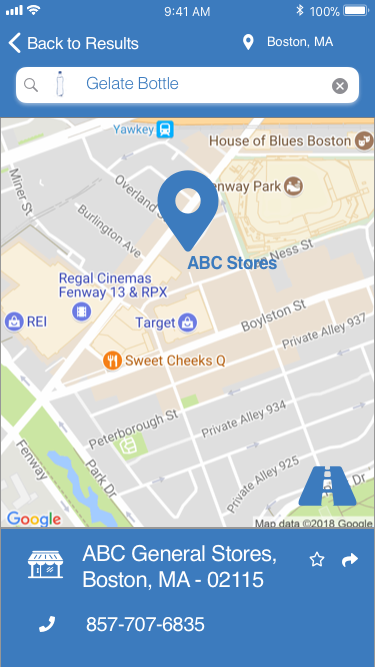 9:41 AM 100%
Back to Results Boston, MA
Gelate Bottle
Yawkey
House of Blues Boston
Miner St
Overland S
enway Park
Burlington Ave
ABC Stores
Ness St
Regal Cinemas
Fenway 13 & RPX
REI
Target
Boylston St
Private Alley 937
Sweet Cheeks Q
Peterborough St
Private Alley 934
Fenway
Park Dr
Private Alley 925
Google
Map data ©2018 Google
ABC General Stores,
Boston, MA - 02115
857-707-6835